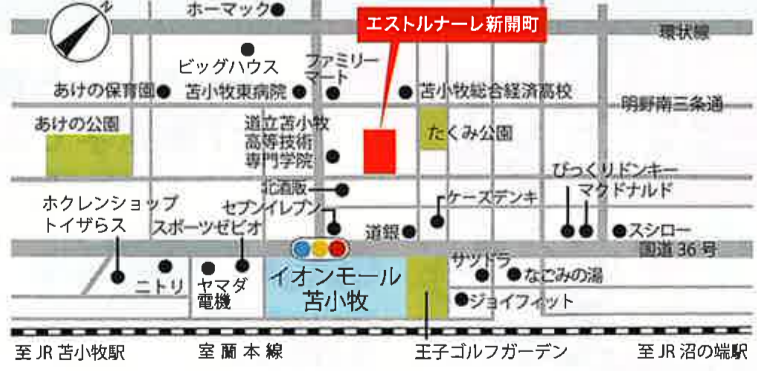 N
ホーマック
エストルナーレ新開町
環状線
ビッグハウス
ファミリー
マート
あけの保育園
苫小牧東病院
苫小牧総合経済高校
明野南三条通
あけの公園
道立苫小牧
高等技術
専門学院
たくみ公園
びっくりドンキー
マクドナルド
北酒販
ケーズデンキ
ホクレンショップ
トイザらス
セブンイレブン
スポーツゼビオ
道銀
スシロー
国道36号
サツドラ
なごみの湯
ニトリ
ヤマダ
電機
イオンモール
苫小牧
ジョイフィット
至JR苫小牧駅
室蘭本線
王子ゴルフガーデン
至JR沼の端駅